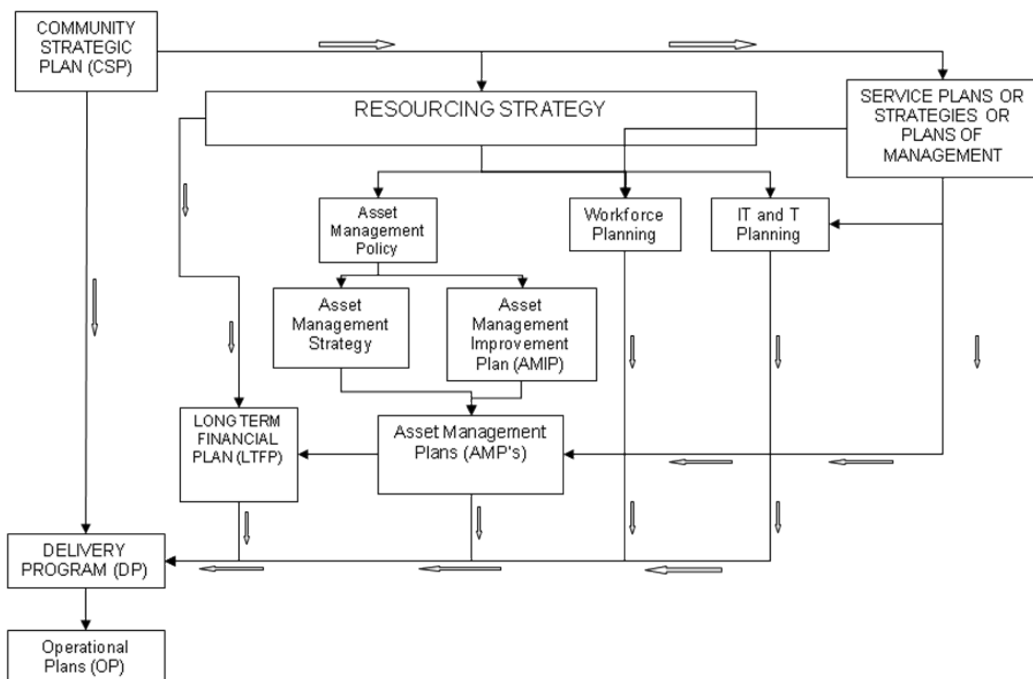 COMMUNITY
STRATEGIC
PLAN (CSP)
RESOURCING STRATEGY
SERVICE PLANS OR
STRATEGIES OR
PLANS OF
MANAGEMENT
Asset
Management
Policy
Workforce
Planning
IT and T
Planning
Asset
Management
Strategy
Asset
Management
Improvement
Plan (AMIP)
LONG TERM
FINANCIAL
PLAN (LTFP)
Asset Management
Plans (AMP's)
DELIVERY
PROGRAM (DP)
Operational
Plans (OP)